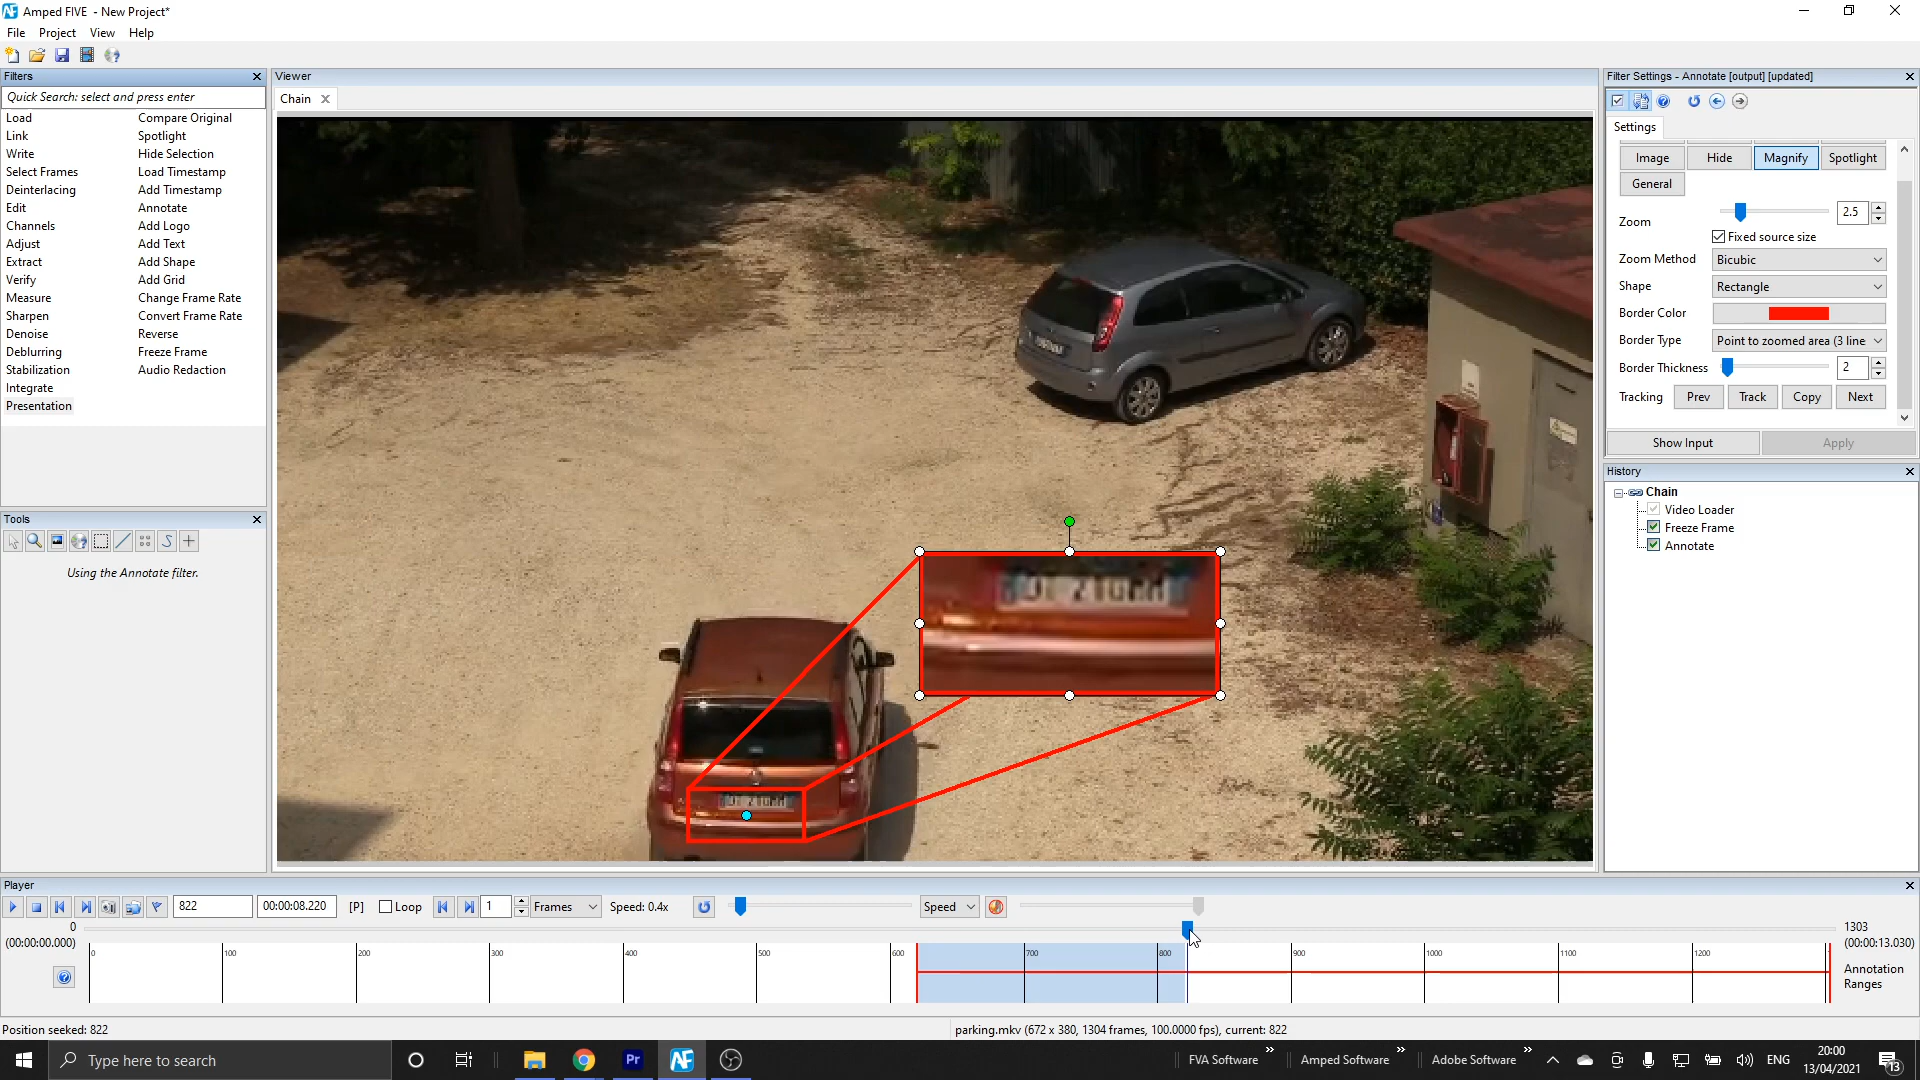 Amped FIVE - New Project*
File Project View Help
Filters
Quick Search: select and press enter
Load
Link
Write
Select Frames
Deinterlacing
Edit
Channels
Adjust
Extract
Verify
Measure
Sharpen
Denoise
Deblurring
Stabilization
Integrate
Presentation
Compare Original
Spotlight
Hide Selection
Load Timestamp
Add Timestamp
Annotate
Add Logo
Add Text
Add Shape
Add Grid
Change Frame Rate
Convert Frame Rate
Reverse
Freeze Frame
Audio Redaction
Tools
Using the Annotate filter.
Viewer
Chain
Filter Settings - Annotate [output] [updated]
Settings
Image Hide Magnify Spotlight
General
Zoom 2.5
Fixed source size
Zoom Method Bicubic
Shape Rectangle
Border Color
Border Type Point to zoomed area (3 line
Border Thickness 2
Tracking Prev Track Copy Next
Show Input Apply
History
Chain
Video Loader
Freeze Frame
Annotate
Player
822 00:00:08.220 [P] Loop 1 Frames Speed: 0.4x Speed
0
(00:00:00.000)
1303
(00:00:13.030)
0 100 200 300 400 500 600 700 800 900 1000 1100 1200
Annotation
Ranges
Position seeked: 822
parking.mkv (672 x 380, 1304 frames, 100.0000 fps), current: 822
Type here to search
Pr
FVA Software
Amped Software
Adobe Software
ENG
20:00
13/04/2021
13